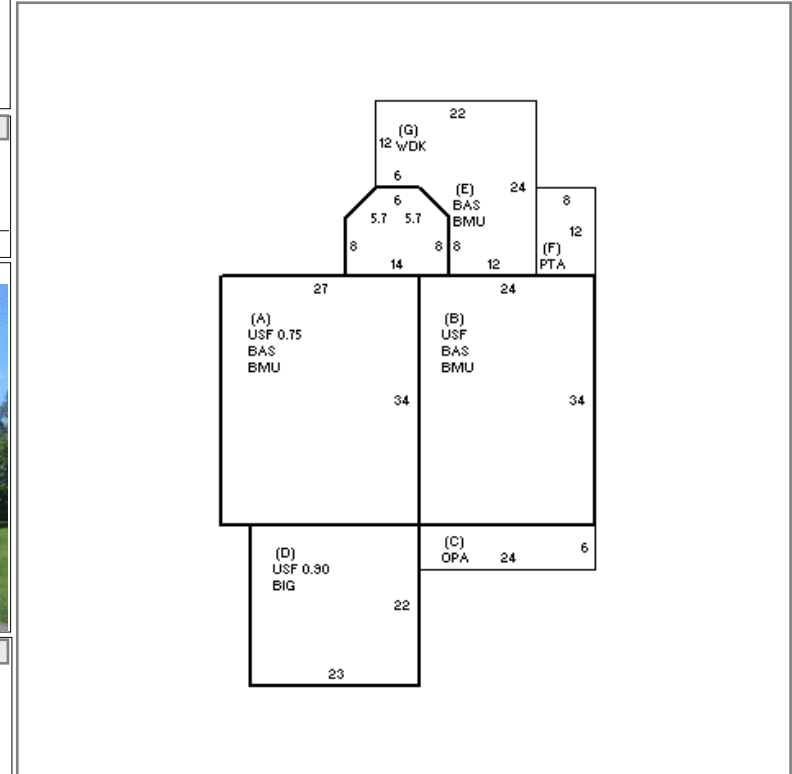 22
(G)
12 WDK
6
(E)
24
BAS
BMU
6
5.7 5.7
8
8
8
14
12
8
12
(F)
PTA
27
24
(A)
USF 0.75
BAS
BMU
(B)
USF
BAS
BMU
34
34
(D)
USF 0.90
BIG
(C)
OPA 24
6
22
23